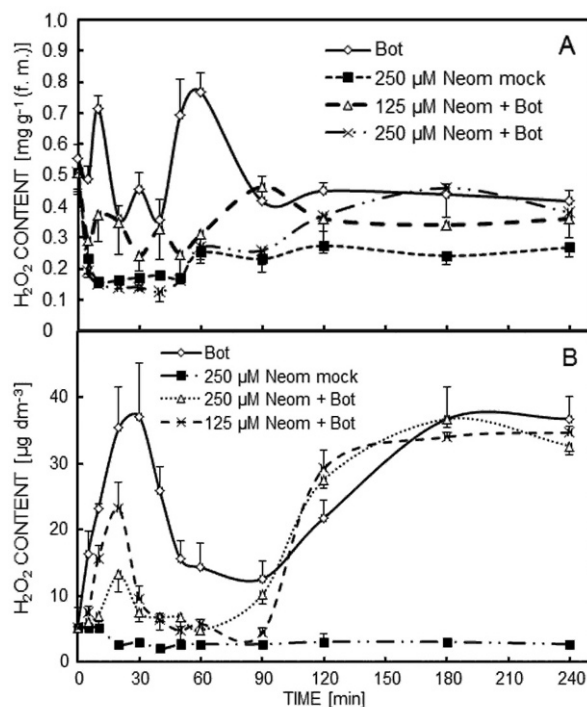 1.0
0.9
0.8
0.7
0.6
0.5
0.4
0.3
0.2
0.1
0
H₂O₂ CONTENT [mg g⁻¹ (f. m.)]
A
Bot
250 µM Neom mock
125 µM Neom + Bot
250 µM Neom + Bot
40
30
20
10
5
0
H₂O₂ CONTENT [µg dm⁻³]
B
Bot
250 µM Neom mock
250 µM Neom + Bot
125 µM Neom + Bot
0 30 60 90 120 150 180 210 240
TIME [min]